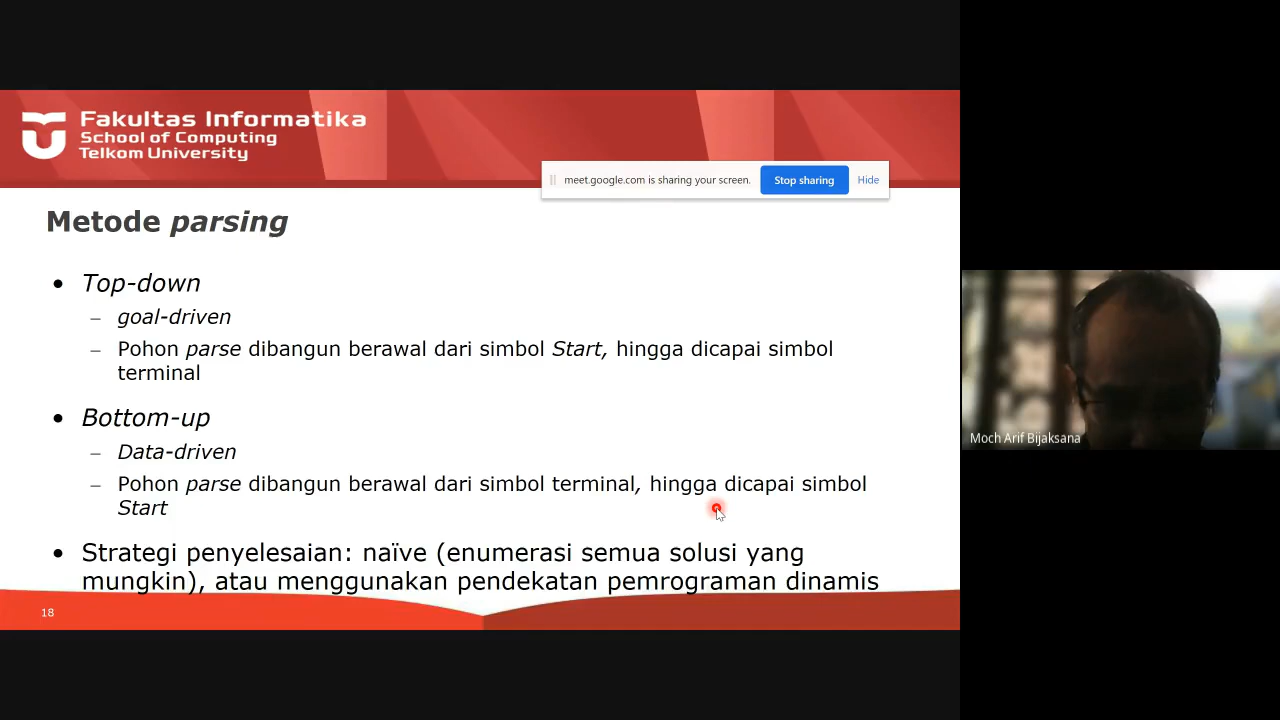 Fakultas Informatika
School of Computing
Telkom University
meet.google.com is sharing your screen.
Stop sharing
Hide
Metode parsing
• Top-down
– goal-driven
– Pohon parse dibangun berawal dari simbol Start, hingga dicapai simbol
terminal
• Bottom-up
– Data-driven
– Pohon parse dibangun berawal dari simbol terminal, hingga dicapai simbol
Start
• Strategi penyelesaian: naïve (enumerasi semua solusi yang
mungkin), atau menggunakan pendekatan pemrograman dinamis
18
Moch Arif Bijaksana